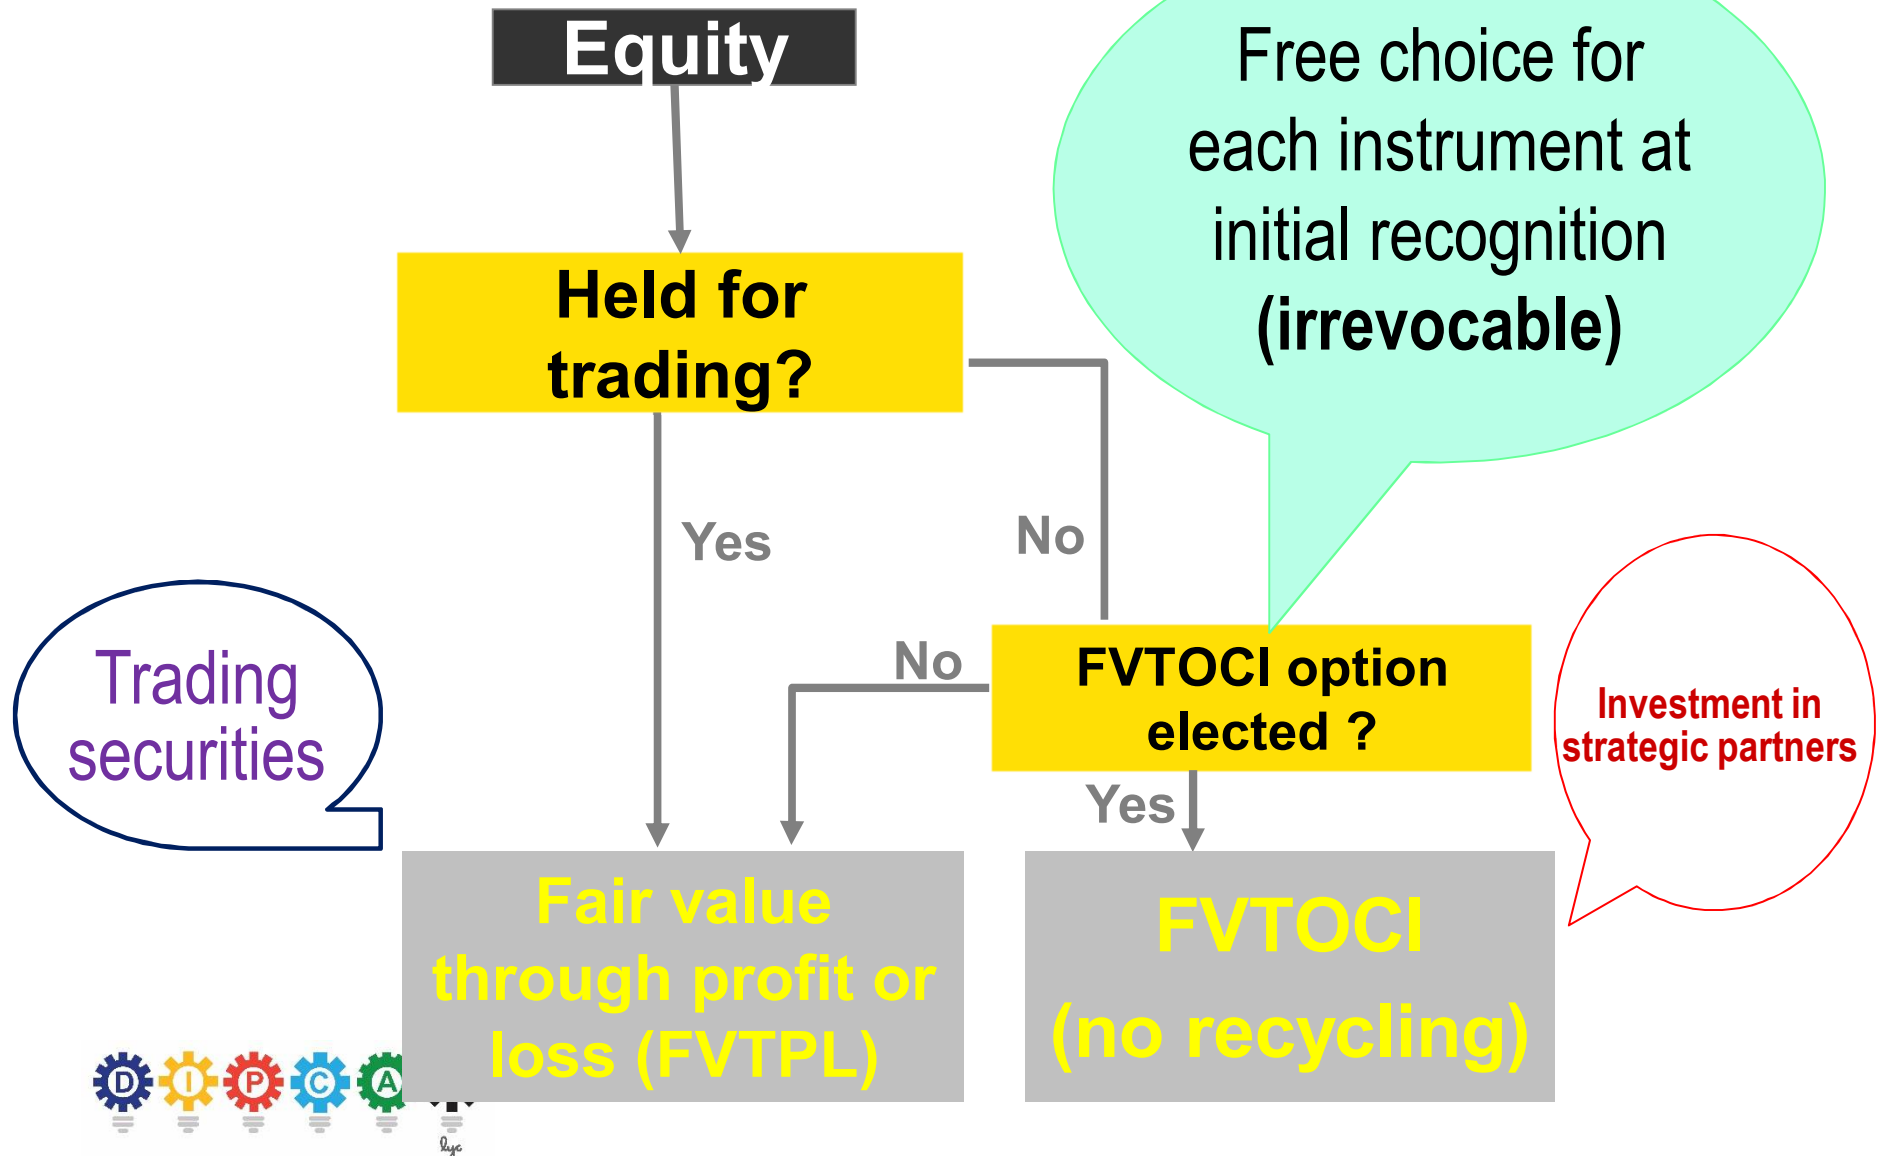 Equity
Free choice for
each instrument at
initial recognition
(irrevocable)
Held for
trading?
Yes
No
Trading
securities
No
FVTOCI option
elected ?
Investment in
strategic partners
Yes
Fair value
through profit or
loss (FVTPL)
FVTOCI
(no recycling)
D I P C A
lyc